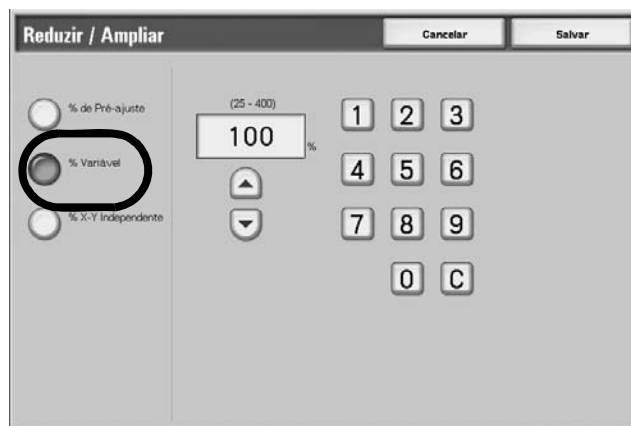 Reduzir / Ampliar
Cancelar
Salvar
% de Pré-ajuste
% Variável
% X-Y Independente
(25 - 400)
100 %
1 2 3
4 5 6
7 8 9
0 C